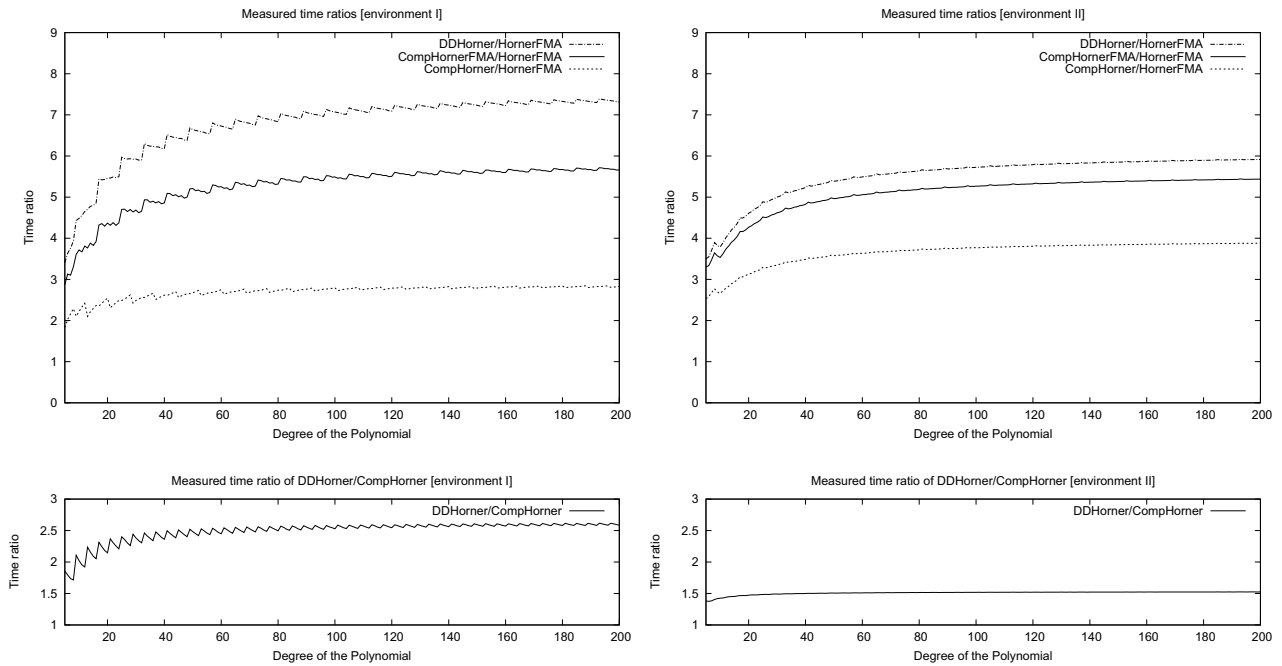 Measured time ratios [environment I]
9
8
7
6
5
4
3
2
1
0
Time ratio
DDHorner/HornerFMA
CompHornerFMA/HornerFMA
CompHorner/HornerFMA
20 40 60 80 100 120 140 160 180 200
Degree of the Polynomial
Measured time ratios [environment II]
9
8
7
6
5
4
3
2
1
0
Time ratio
DDHorner/HornerFMA
CompHornerFMA/HornerFMA
CompHorner/HornerFMA
20 40 60 80 100 120 140 160 180 200
Degree of the Polynomial
Measured time ratio of DDHorner/CompHorner [environment I]
3
2.5
2
1.5
1
Time ratio
DDHorner/CompHorner
20 40 60 80 100 120 140 160 180 200
Degree of the Polynomial
Measured time ratio of DDHorner/CompHorner [environment II]
3
2.5
2
1.5
1
Time ratio
DDHorner/CompHorner
20 40 60 80 100 120 140 160 180 200
Degree of the Polynomial